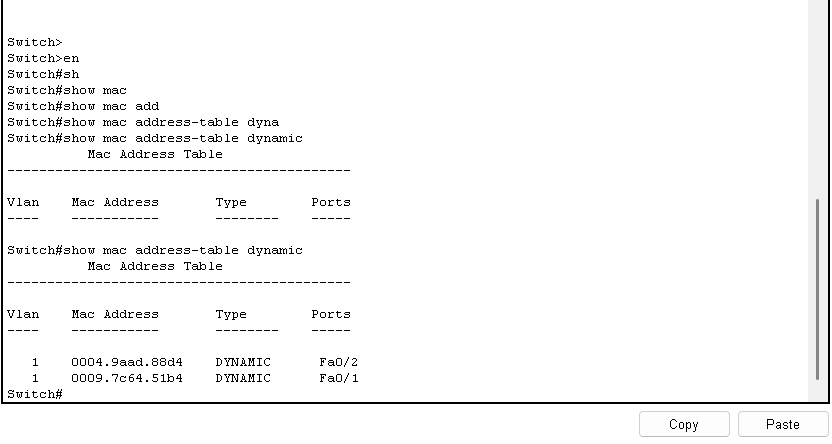 Switch>
Switch>en
Switch#sh
Switch#show mac
Switch#show mac add
Switch#show mac address-table dyna
Switch#show mac address-table dynamic
          Mac Address Table
-------------------------------------------

Vlan    Mac Address       Type        Ports
----    -----------       --------    -----

Switch#show mac address-table dynamic
          Mac Address Table
-------------------------------------------

Vlan    Mac Address       Type        Ports
----    -----------       --------    -----

   1    0004.9aad.88d4    DYNAMIC     Fa0/2
   1    0009.7c64.51b4    DYNAMIC     Fa0/1
Switch#
Copy Paste